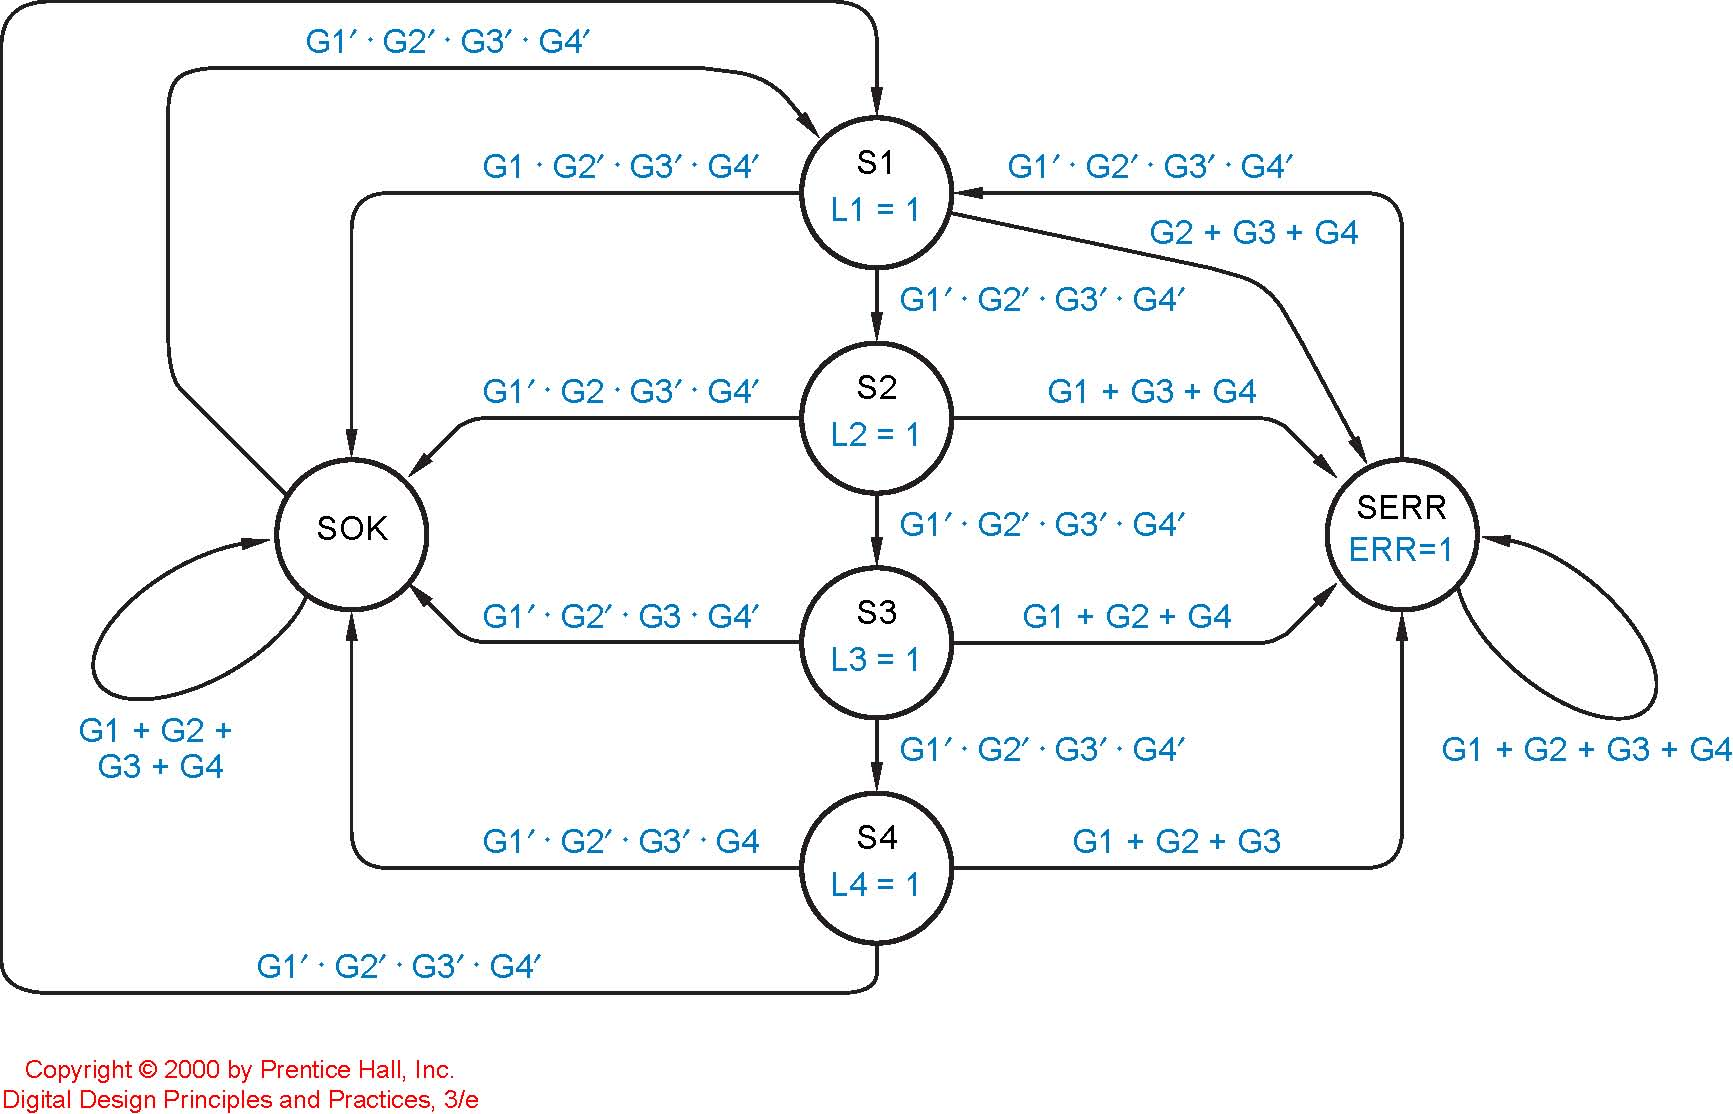 G1′ · G2′ · G3′ · G4′
G1 · G2′ · G3′ · G4′
S1
L1 = 1
G1′ · G2′ · G3′ · G4′
G2 + G3 + G4
G1′ · G2′ · G3′ · G4′
G1′ · G2 · G3′ · G4′
S2
L2 = 1
G1 + G3 + G4
SOK
G1′ · G2′ · G3′ · G4′
SERR
ERR=1
G1′ · G2′ · G3 · G4′
S3
L3 = 1
G1 + G2 + G4
G1 + G2 +
G3 + G4
G1′ · G2′ · G3′ · G4′
G1 + G2 + G3 + G4
G1′ · G2′ · G3′ · G4
S4
L4 = 1
G1 + G2 + G3
G1′ · G2′ · G3′ · G4′
Copyright © 2000 by Prentice Hall, Inc.
Digital Design Principles and Practices, 3/e